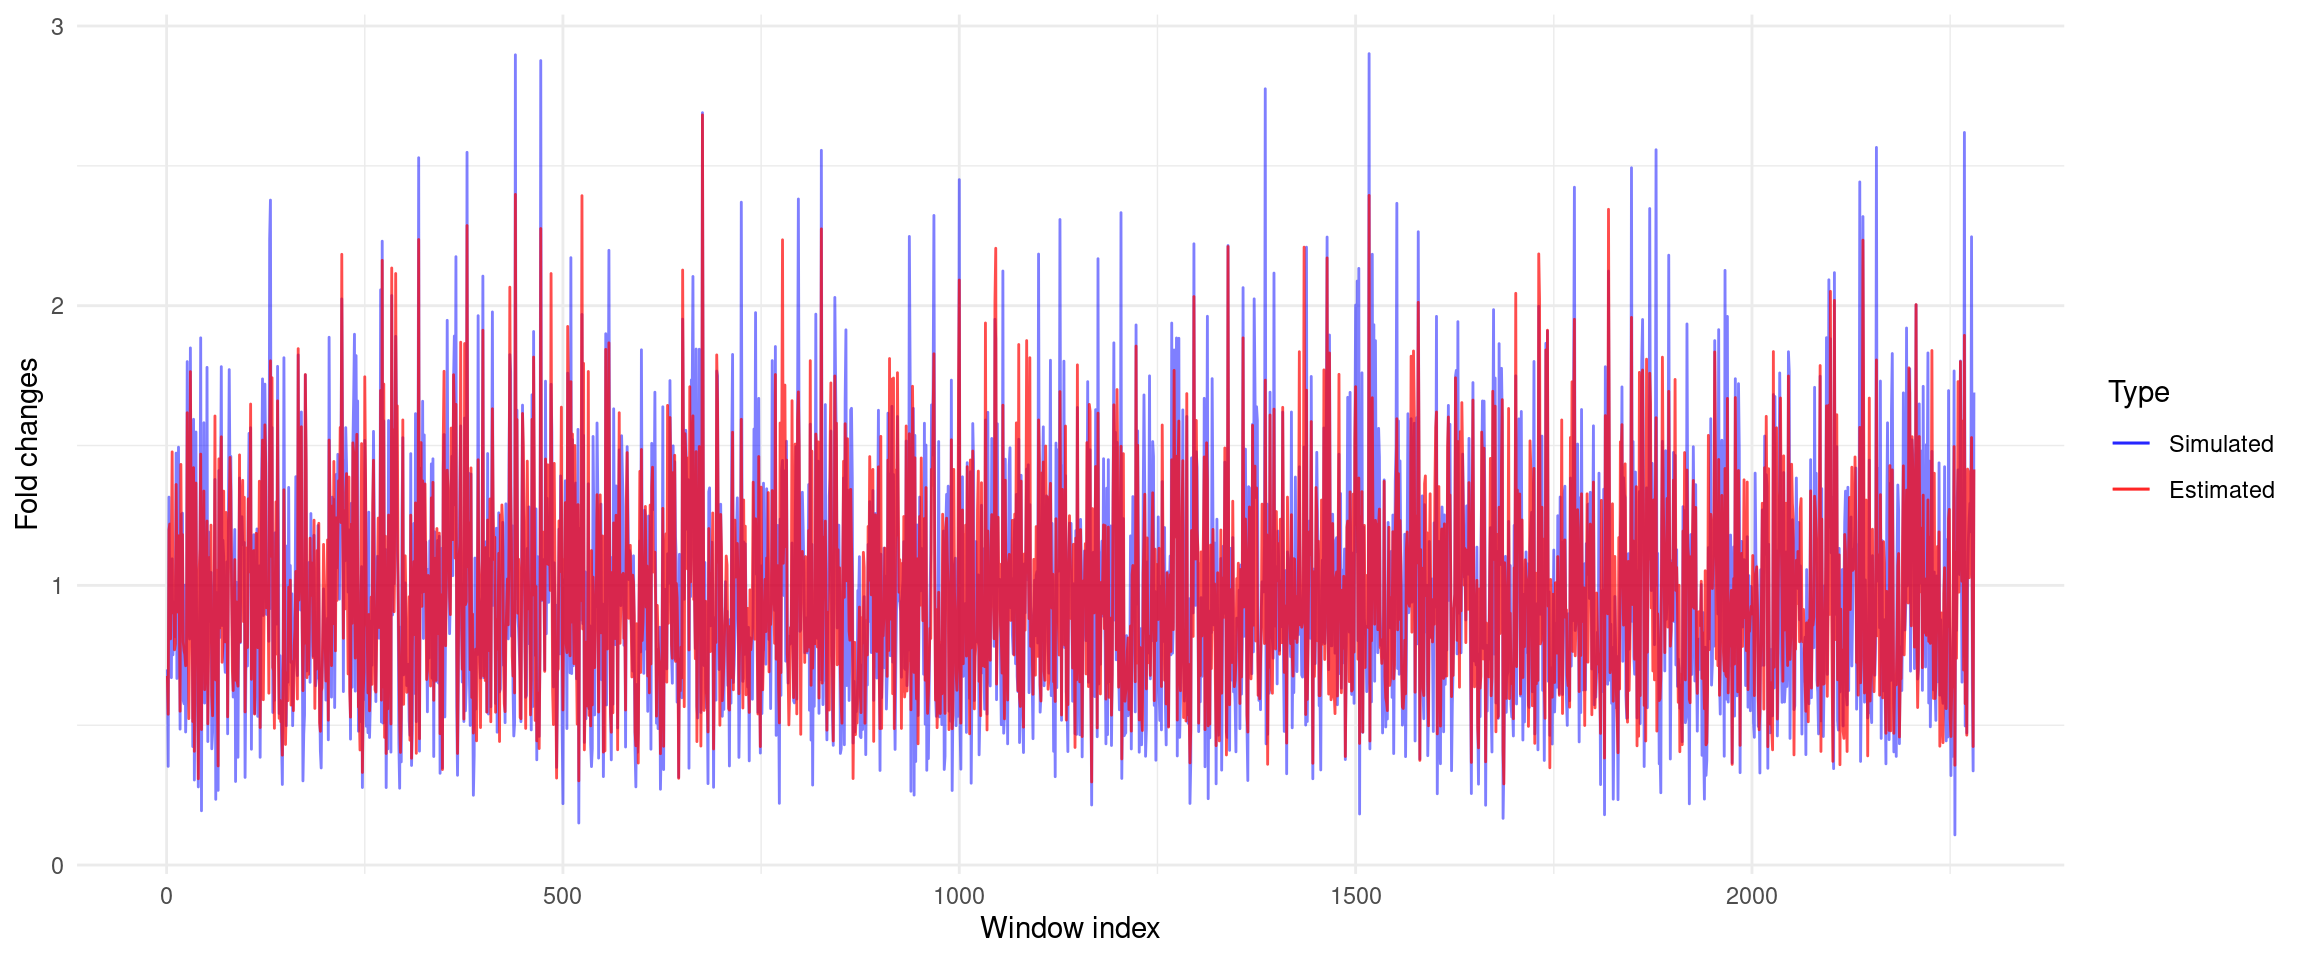 3
2
1
0
Fold changes
0
500
1000
1500
2000
Window index
Type
Simulated
Estimated